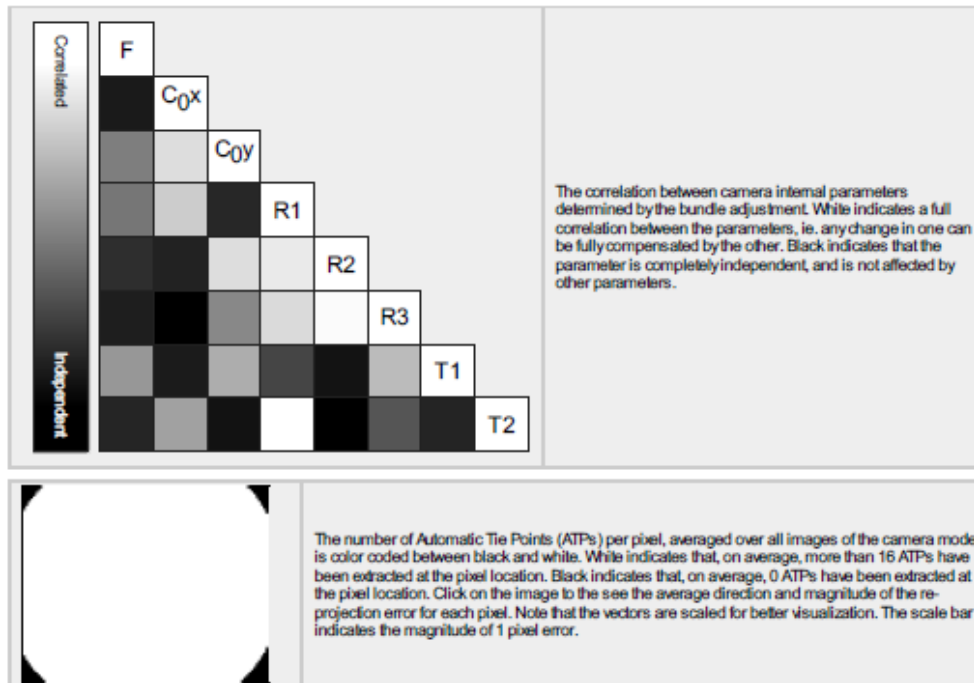 Correlated
Independent
F
C0x
C0y
R1
R2
R3
T1
T2
The correlation between camera internal parameters
determined by the bundle adjustment. White indicates a full
correlation between the parameters, ie. any change in one can
be fully compensated by the other. Black indicates that the
parameter is completely independent, and is not affected by
other parameters.
The number of Automatic Tie Points (ATPs) per pixel, averaged over all images of the camera mode
is color coded between black and white. White indicates that, on average, more than 16 ATPs have
been extracted at the pixel location. Black indicates that, on average, 0 ATPs have been extracted at
the pixel location. Click on the image to the see the average direction and magnitude of the re-
projection error for each pixel. Note that the vectors are scaled for better visualization. The scale bar
indicates the magnitude of 1 pixel error.